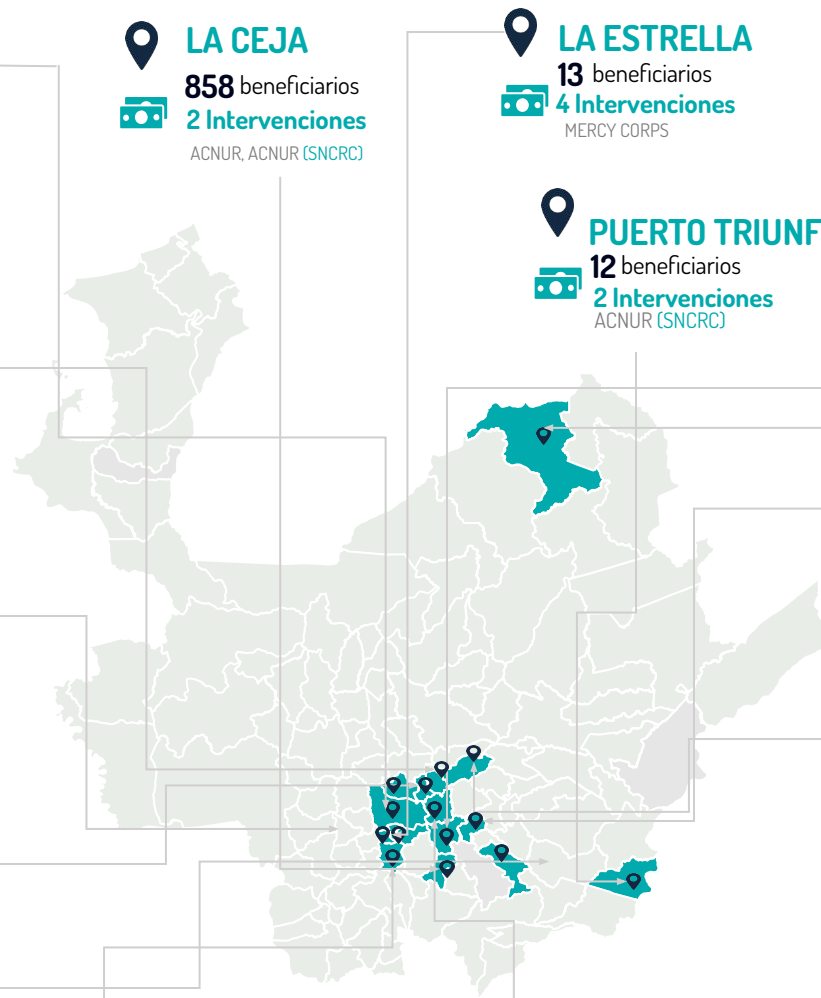 LA CEJA
858 beneficiarios
2 Intervenciones
ACNUR, ACNUR (SNCRC)
LA ESTRELLA
13 beneficiarios
4 Intervenciones
MERCY CORPS
PUERTO TRIUNF
12 beneficiarios
2 Intervenciones
ACNUR (SNCRC)